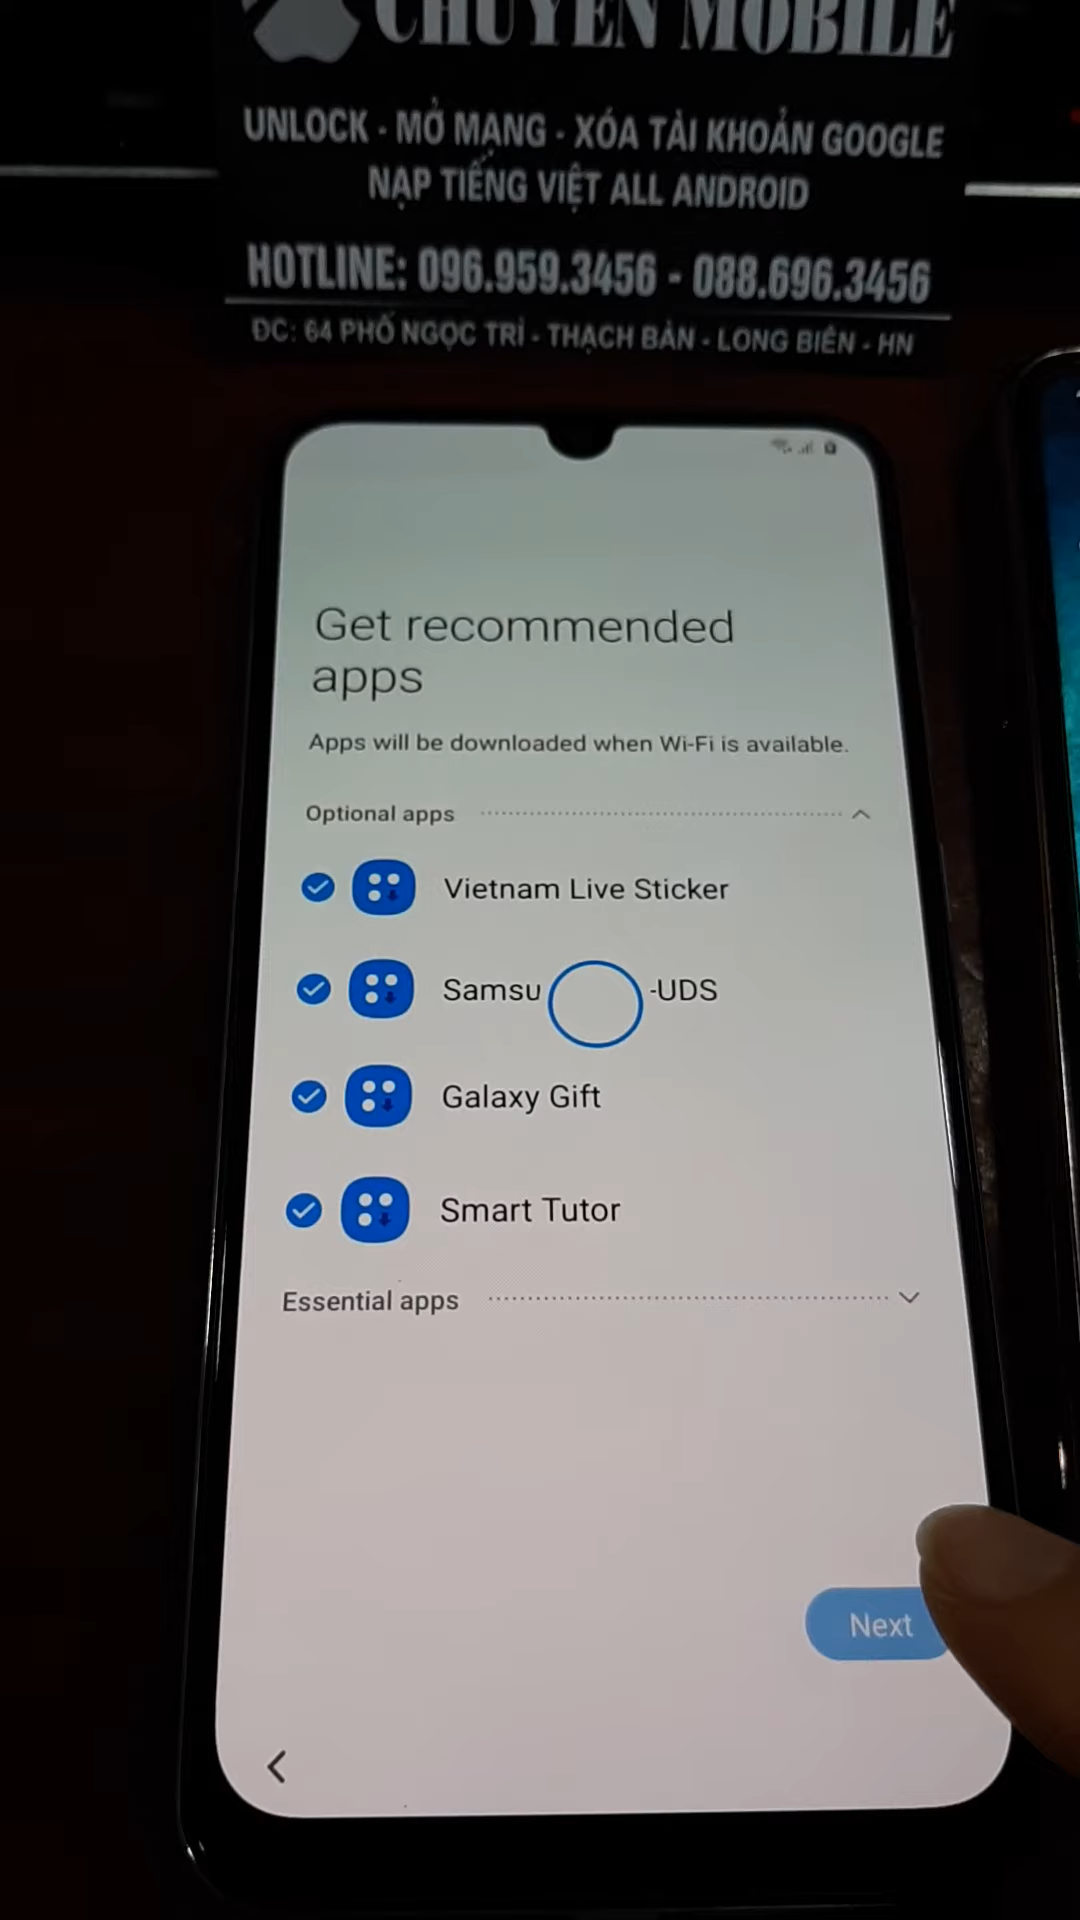 CHUYÊN MOBILE
UNLOCK - MỞ MẠNG - XÓA TÀI KHOẢN GOOGLE
NẠP TIẾNG VIỆT ALL ANDROID
HOTLINE: 096.959.3456 - 088.696.3456
ĐC: 64 PHỐ NGỌC TRÌ - THẠCH BÀN - LONG BIÊN - HN
Get recommended
apps
Apps will be downloaded when Wi-Fi is available.
Optional apps
Vietnam Live Sticker
Samsu -UDS
Galaxy Gift
Smart Tutor
Essential apps
Next